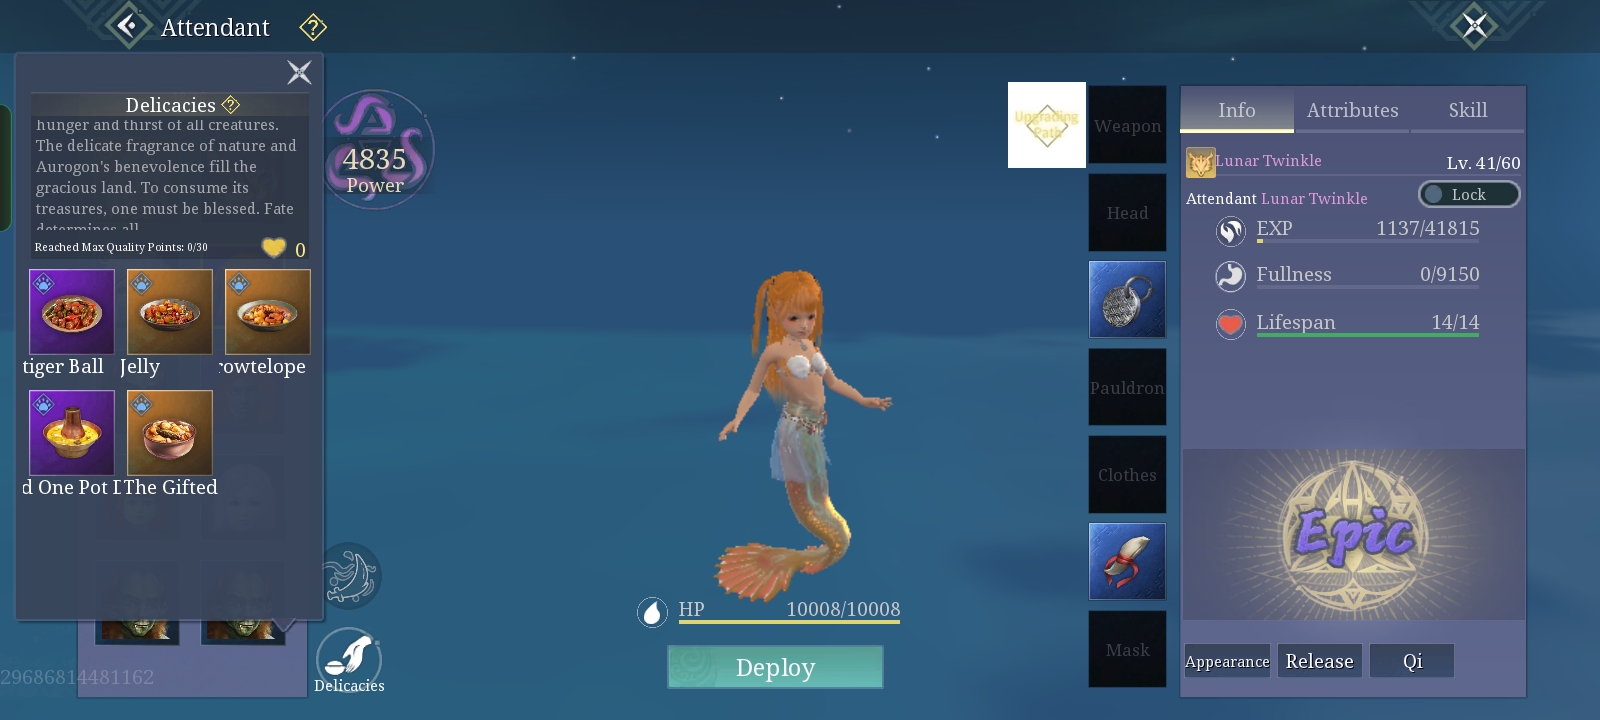 Attendant
Delicacies
hunger and thirst of all creatures.
The delicate fragrance of nature and
Aurogon's benevolence fill the
gracious land. To consume its
treasures, one must be blessed. Fate
determines all
Reached Max Quality Points: 0/30
0
tiger Ball
Jelly
rowtelope
d One Pot
The Gifted
4835
Power
Delicacies
29686814481162
HP 10008/10008
Deploy
Upgrading
Path
Weapon
Head
Pauldron
Clothes
Mask
Info Attributes Skill
Lunar Twinkle Lv. 41/60
Attendant Lunar Twinkle Lock
EXP 1137/41815
Fullness 0/9150
Lifespan 14/14
Epic
Appearance Release Qi